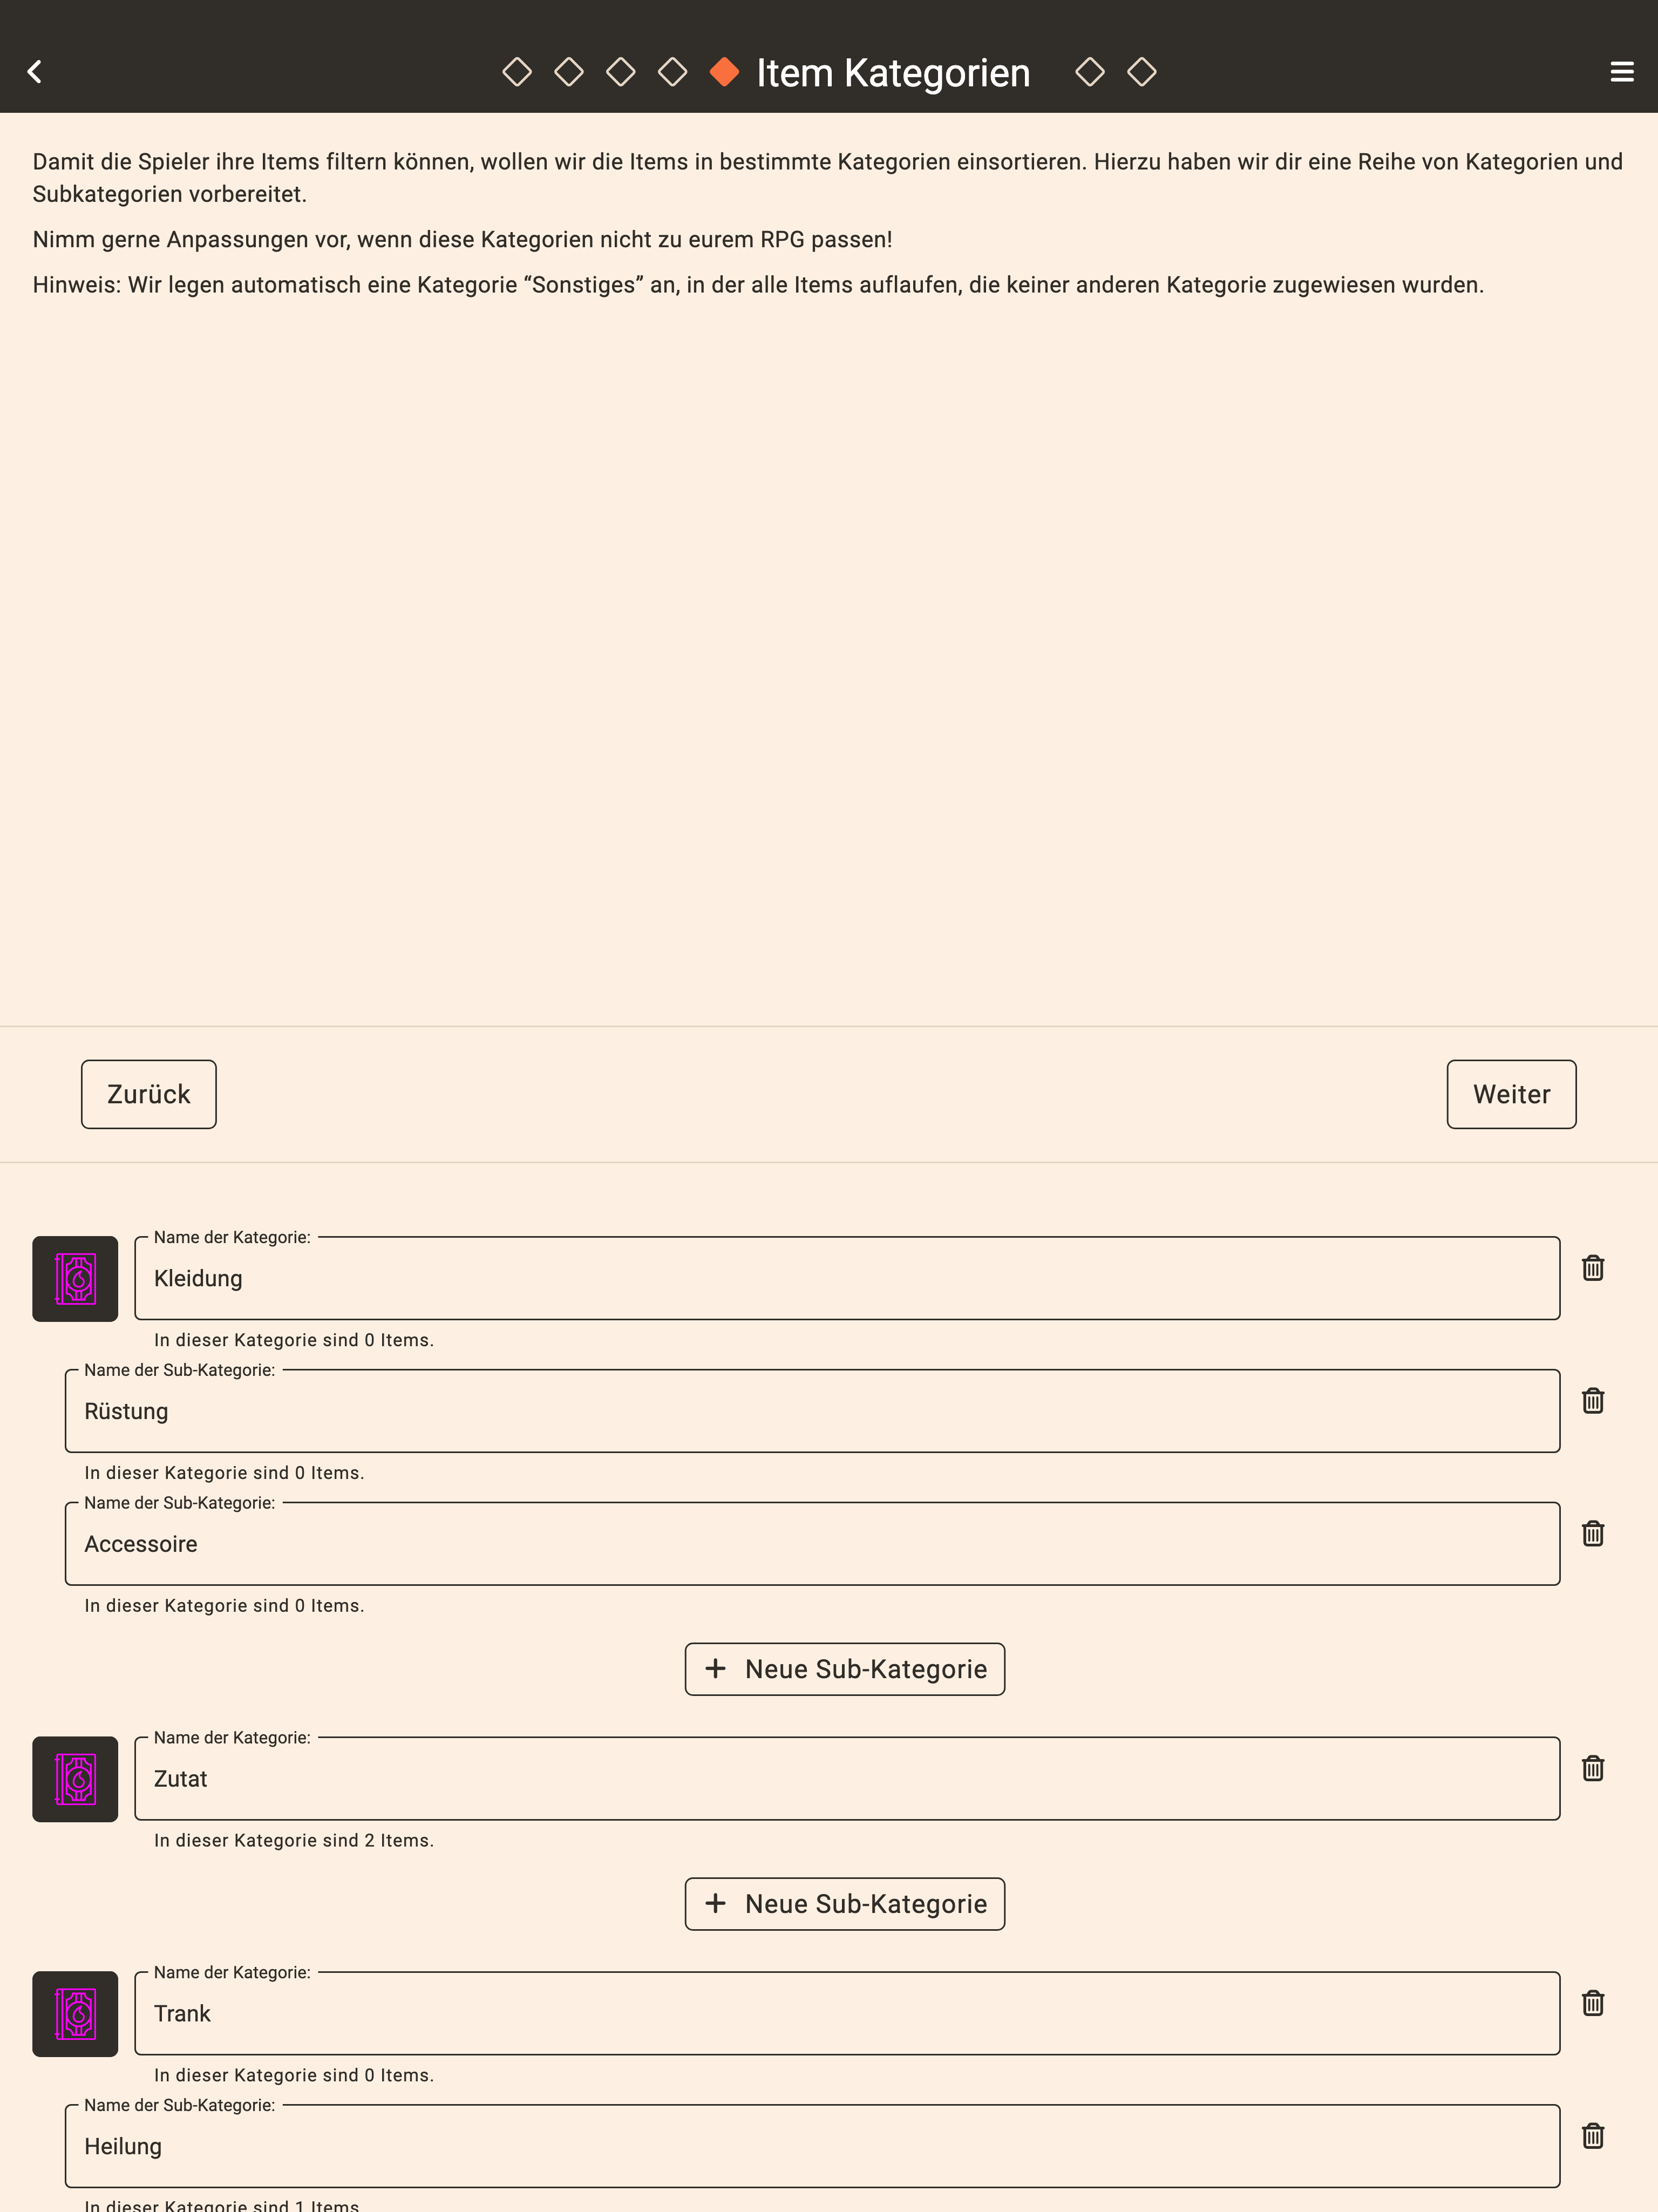 Item Kategorien
Damit die Spieler ihre Items filtern können, wollen wir die Items in bestimmte Kategorien einsortieren. Hierzu haben wir dir eine Reihe von Kategorien und
Subkategorien vorbereitet.
Nimm gerne Anpassungen vor, wenn diese Kategorien nicht zu eurem RPG passen!
Hinweis: Wir legen automatisch eine Kategorie “Sonstiges” an, in der alle Items auflaufen, die keiner anderen Kategorie zugewiesen wurden.
Zurück
Weiter
Name der Kategorie:
Kleidung
In dieser Kategorie sind 0 Items.
Name der Sub-Kategorie:
Rüstung
In dieser Kategorie sind 0 Items.
Name der Sub-Kategorie:
Accessoire
In dieser Kategorie sind 0 Items.
Neue Sub-Kategorie
Name der Kategorie:
Zutat
In dieser Kategorie sind 2 Items.
Neue Sub-Kategorie
Name der Kategorie:
Trank
In dieser Kategorie sind 0 Items.
Name der Sub-Kategorie:
Heilung
In dieser Kategorie sind 1 Items.